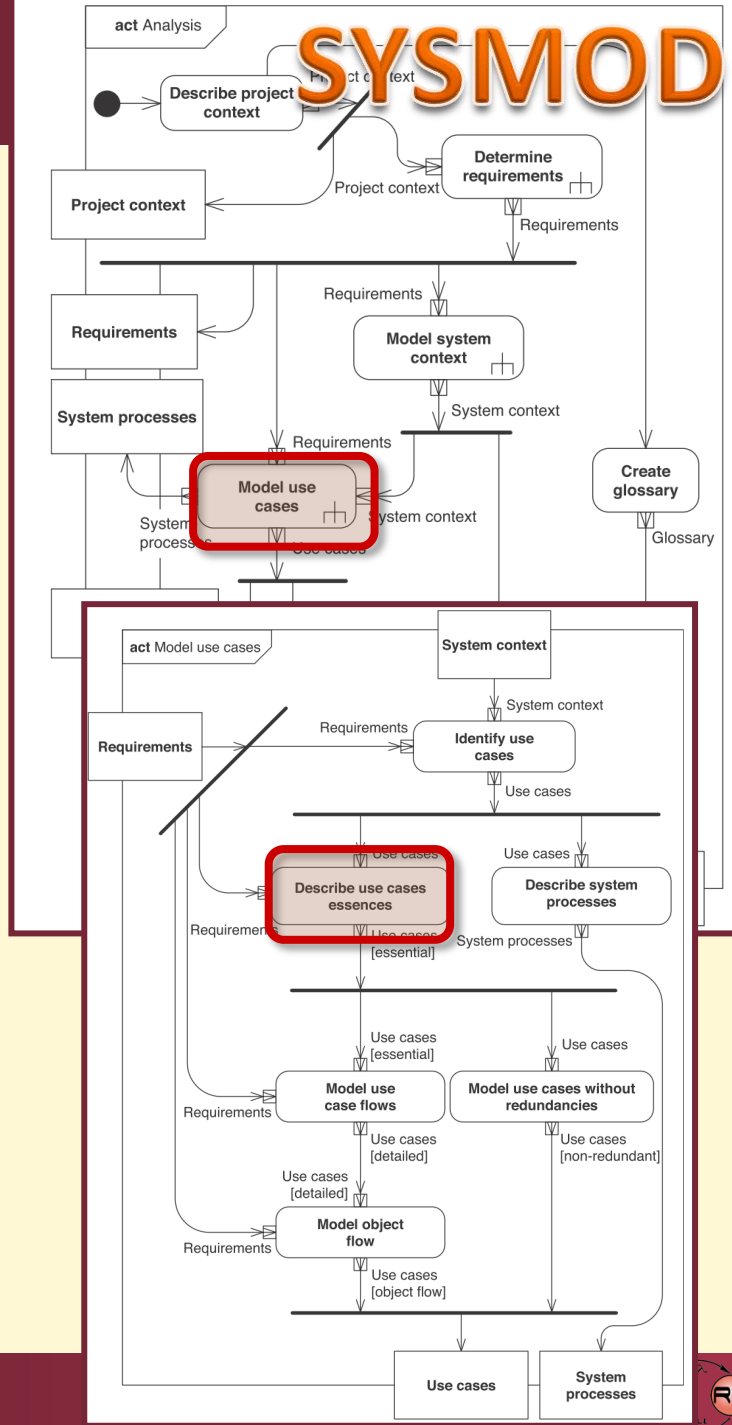 act Analysis
SYSMOD
Describe project
context
Project context
Determine
requirements
Project context
Project context
Requirements
Requirements
Requirements
Model system
context
System processes
System context
Requirements
Model use
cases
Create
glossary
System context
System
processes
Use cases
Glossary
act Model use cases
System context
System context
Requirements
Requirements
Identify use
cases
Use cases
Use cases
Use cases
Describe use cases
essences
Describe system
processes
Requirements
Use cases
[essential]
System processes
Use cases
[essential]
Use cases
Model use
case flows
Model use cases without
redundancies
Requirements
Use cases
[detailed]
Use cases
[non-redundant]
Use cases
[detailed]
Model object
flow
Requirements
Use cases
[object flow]
Use cases
System
processes